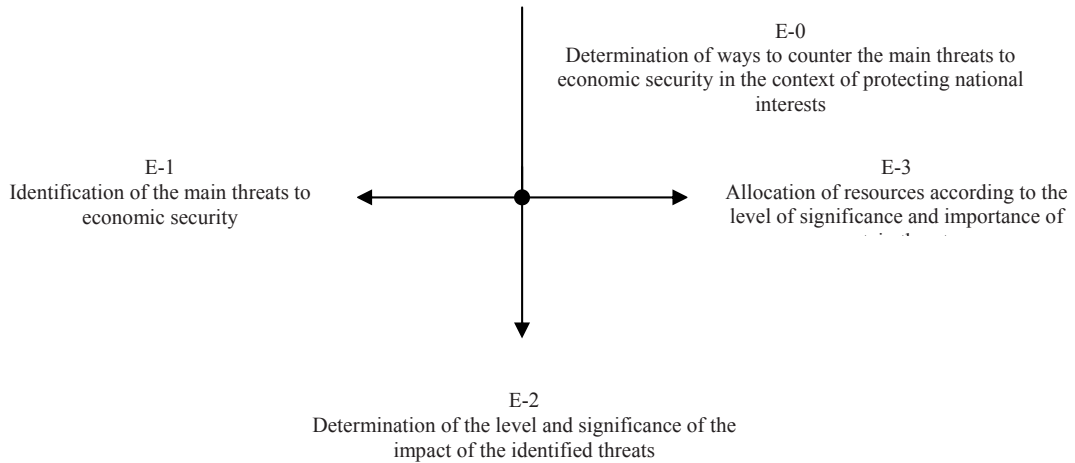 E-0
Determination of ways to counter the main threats to
economic security in the context of protecting national
interests
E-1
Identification of the main threats to
economic security
E-3
Allocation of resources according to the
level of significance and importance of
E-2
Determination of the level and significance of the
impact of the identified threats